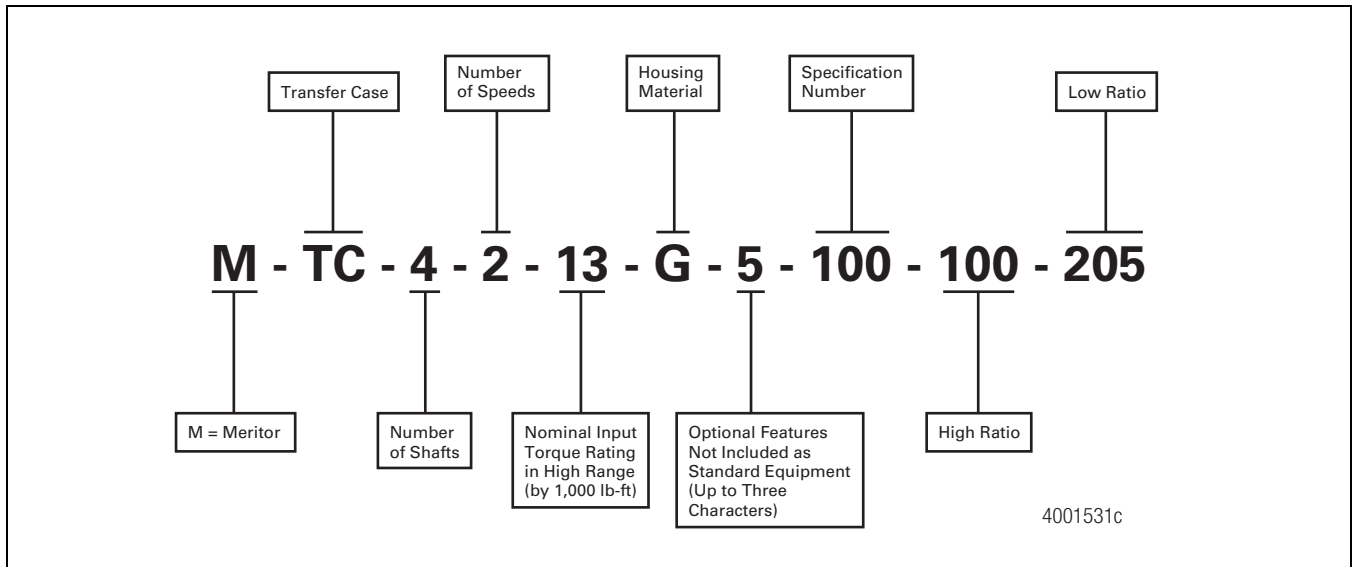 Transfer Case
Number
of Speeds
Housing
Material
Specification
Number
Low Ratio
M - TC - 4 - 2 - 13 - G - 5 - 100 - 100 - 205
M = Meritor
Number
of Shafts
Nominal Input
Torque Rating
in High Range
(by 1,000 lb-ft)
Optional Features
Not Included as
Standard Equipment
(Up to Three
Characters)
High Ratio
4001531c